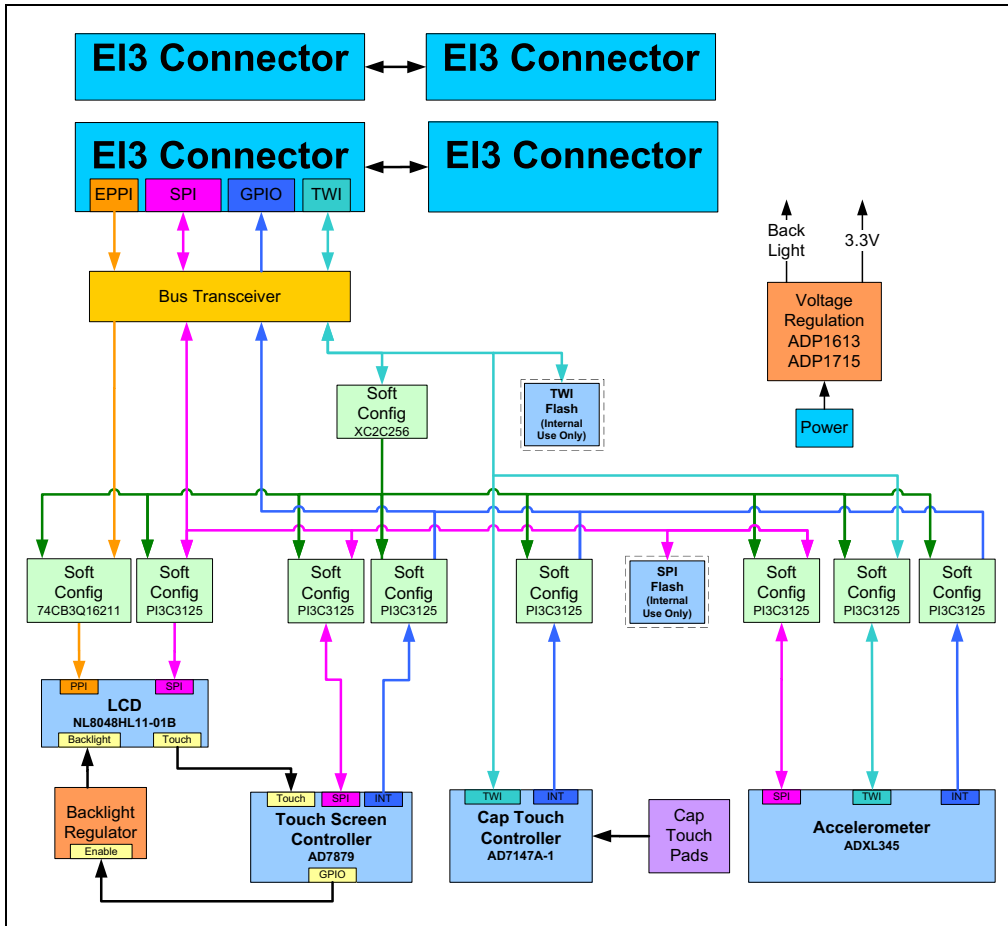 EI3 Connector
EI3 Connector
EI3 Connector
EI3 Connector
EPPI
SPI
GPIO
TWI
Bus Transceiver
Back
Light
3.3V
Voltage
Regulation
ADP1613
ADP1715
Power
Soft
Config
XC2C256
TWI
Flash
(Internal
Use Only)
Soft
Config
74CB3Q16211
Soft
Config
PI3C3125
Soft
Config
PI3C3125
Soft
Config
PI3C3125
Soft
Config
PI3C3125
SPI
Flash
(Internal
Use Only)
Soft
Config
PI3C3125
Soft
Config
PI3C3125
Soft
Config
PI3C3125
PPI
SPI
LCD
NL8048HL11-01B
Backlight
Touch
Backlight
Regulator
Enable
Touch
SPI
INT
Touch Screen
Controller
AD7879
GPIO
TWI
INT
Cap Touch
Controller
AD7147A-1
Cap
Touch
Pads
SPI
TWI
INT
Accelerometer
ADXL345